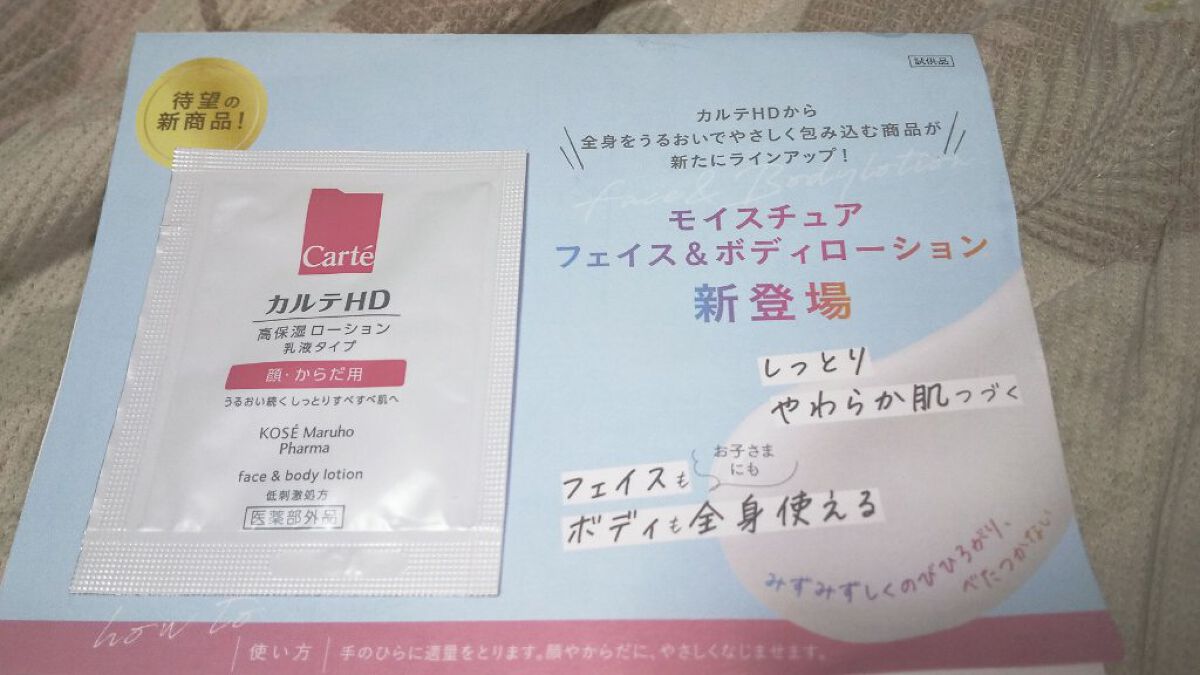 待望の
新商品!
試供品
カルテHDから
全身をうるおいでやさしく包み込む商品が
新たにラインアップ!
Face & Body lotion
モイスチュア
フェイス&ボディローション
新登場
Carté
カルテHD
高保湿ローション
乳液タイプ
顔・からだ用
うるおい続くしっとりすべすべ肌へ
KOSÉ Maruho
Pharma
face & body lotion
低刺激処方
医薬部外品
しっとり
やわらか肌つづく
お子さま
にも
フェイスも
ボディも全身使える
みずみずしくのびひろがり、
べたつかない
how to
使い方
手のひらに適量をとります。顔やからだに、やさしくなじませます。